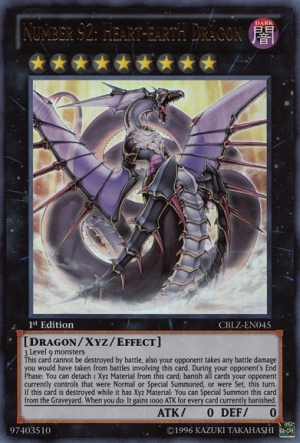 NUMBER 92: HEART-EARTH DRAGON
DARK
闇
1st Edition
CBLZ-EN045
[DRAGON/XYZ/EFFECT]
3 Level 9 monsters
This card cannot be destroyed by battle, also your opponent takes any battle damage
you would have taken from battles involving this card. During your opponent's End
Phase: You can detach 1 Xyz Material from this card; banish all cards your opponent
currently controls that were Normal or Special Summoned, or were Set, this turn.
If this card is destroyed while it has Xyz Material: You can Special Summon this card
from the Graveyard. When you do: It gains 1000 ATK for every card currently banished.
ATK/ 0 DEF/ 0
97403510
©1996 KAZUKI TAKAHASHI